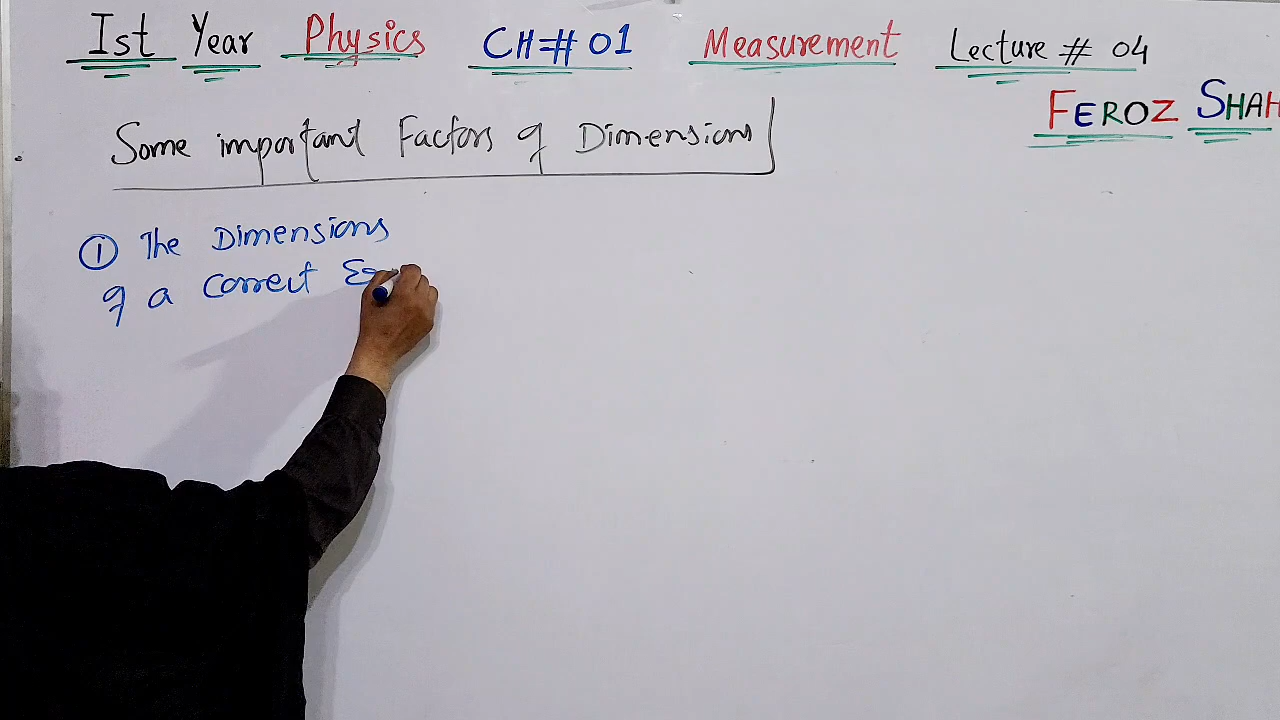 Ist Year Physics CH# 01 Measurement Lecture # 04
FEROZ SHAH
Some important Factors of Dimensions
① The Dimensions
of a correct